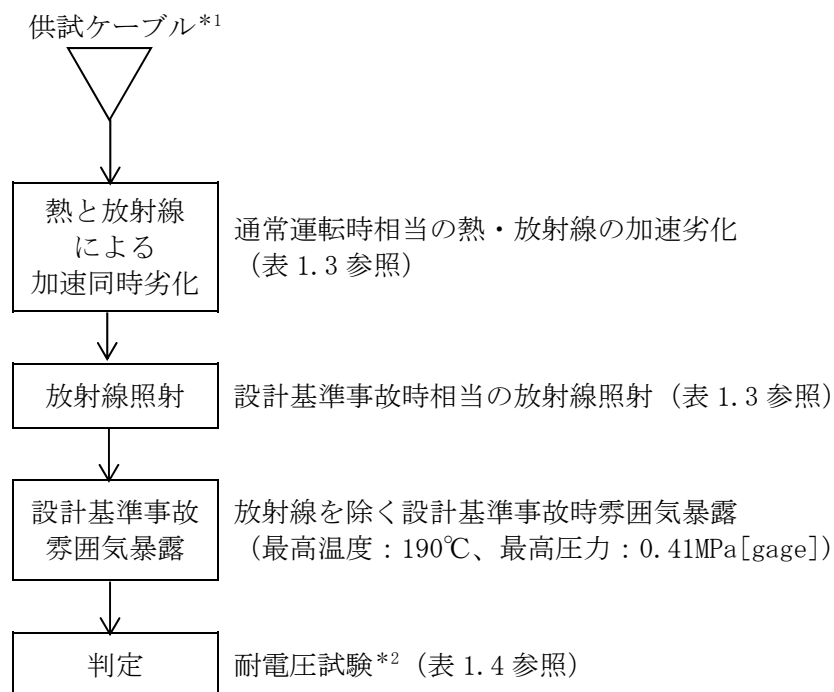 供試ケーブル*1
熱と放射線
による
加速同時劣化
通常運転時相当の熱・放射線の加速劣化
(表 1.3 参照)
放射線照射
設計基準事故時相当の放射線照射(表 1.3 参照)
設計基準事故
雰囲気暴露
放射線を除く設計基準事故時雰囲気暴露
(最高温度:190℃、最高圧力:0.41MPa[gage])
判定
耐電圧試験*2(表 1.4 参照)